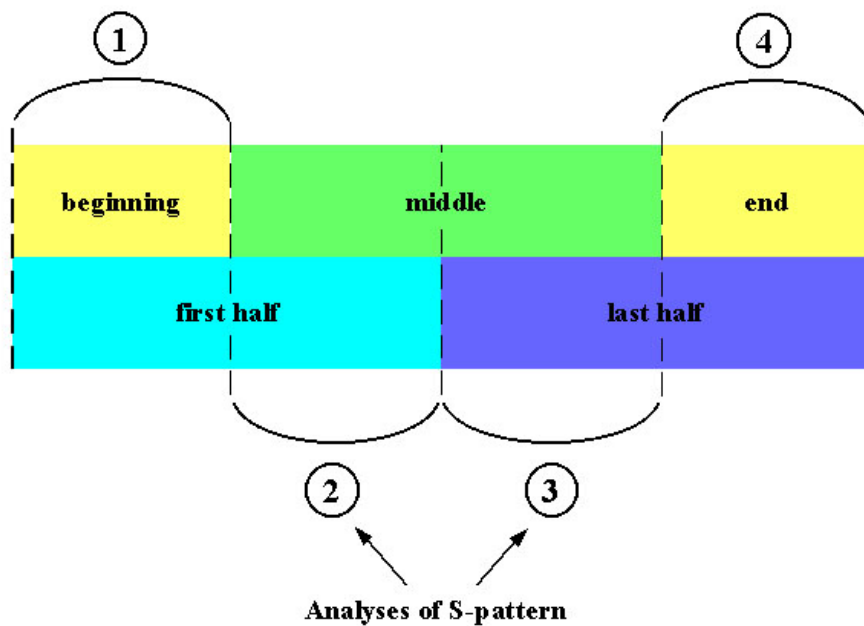 1 4
beginning middle end
first half last half
2 3
Analyses of S-pattern